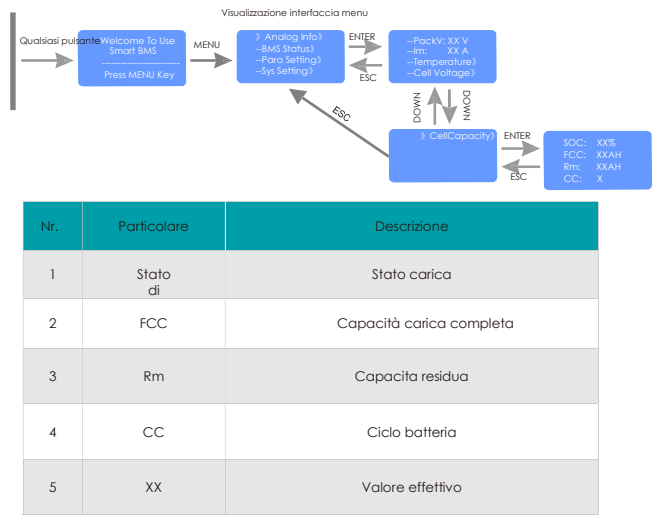 Visualizzazione interfaccia menu
Qualsiasi pulsante
Welcome To Use
Smart BMS
----------------------------
Press MENU Key
MENU
》 Analog Info》
--BMS Status》
--Para Setting》
--Sys Setting》
ENTER
ESC
--PackV: XX V
--Im: XX A
--Temperature》
--Cell Voltage》
DOWN
DOWN
ESC
》 CellCapacity》
ENTER
ESC
SOC: XX%
FCC: XXAH
Rm: XXAH
CC: X
Nr. Particolare Descrizione
1 Stato di Stato carica
2 FCC Capacità carica completa
3 Rm Capacita residua
4 CC Ciclo batteria
5 XX Valore effettivo